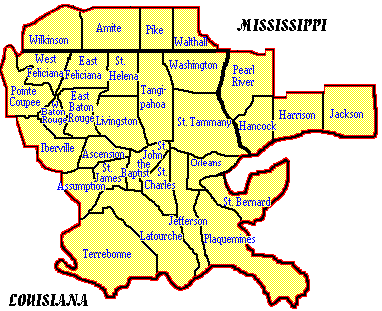 MISSISSIPPI
Wilkinson
Amite
Pike
Walthall
West
Feliciana
East
Feliciana
St.
Helena
Tangi-
pahoa
Washington
Pearl
River
Pointe
Coupee
W
Baton
Rouge
East
Baton
Rouge
Livingston
St. Tammany
Hancock
Harrison
Jackson
Iberville
Ascension
St.
John
the
Baptist
Orleans
St.
James
St.
Charles
Assumption
St. Bernard
Jefferson
Lafourche
Plaquemines
Terrebonne
LOUISIANA